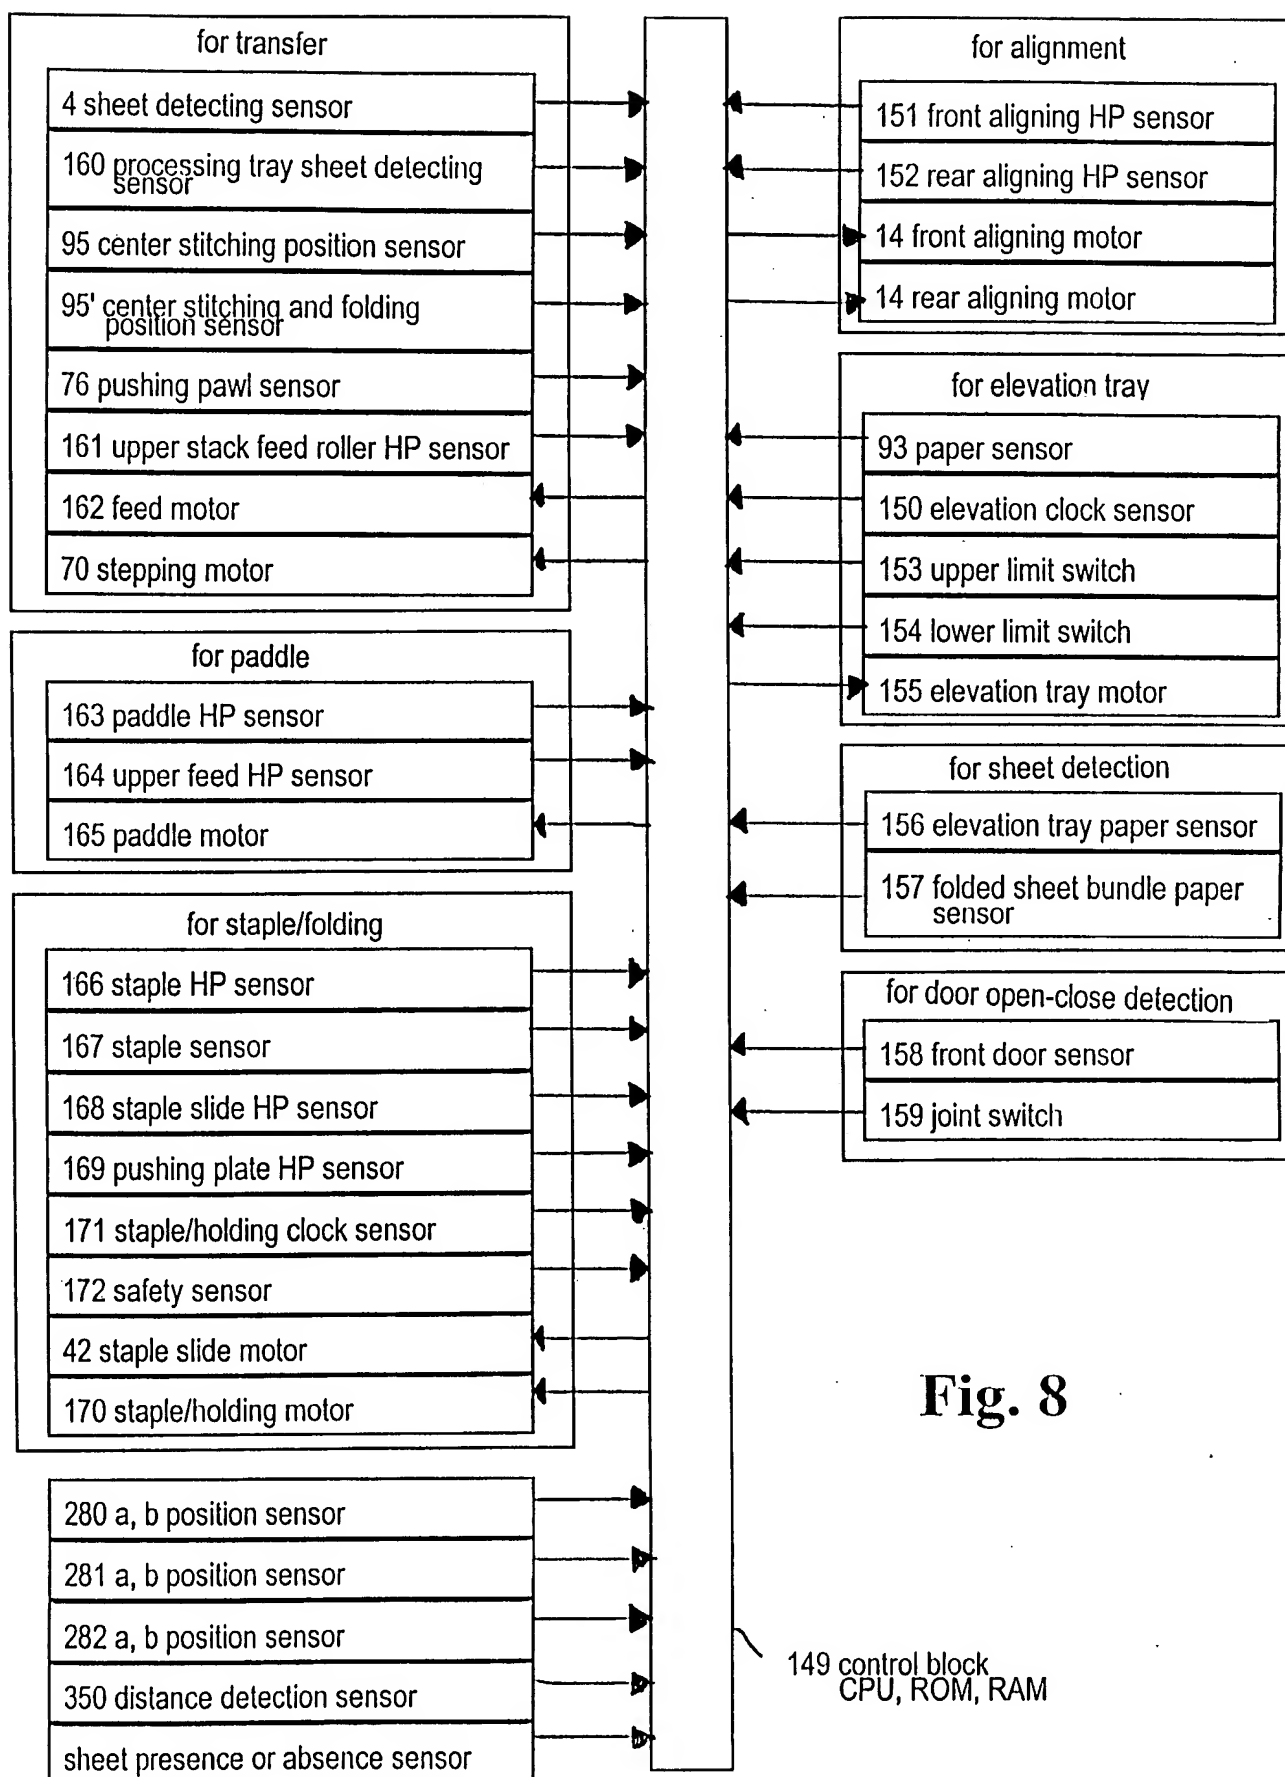 for transfer
4 sheet detecting sensor
160 processing tray sheet detecting
sensor
95 center stitching position sensor
95' center stitching and folding
position sensor
76 pushing pawl sensor
161 upper stack feed roller HP sensor
162 feed motor
70 stepping motor
for paddle
163 paddle HP sensor
164 upper feed HP sensor
165 paddle motor
for staple/folding
166 staple HP sensor
167 staple sensor
168 staple slide HP sensor
169 pushing plate HP sensor
171 staple/holding clock sensor
172 safety sensor
42 staple slide motor
170 staple/holding motor
280 a, b position sensor
281 a, b position sensor
282 a, b position sensor
350 distance detection sensor
sheet presence or absence sensor
for alignment
151 front aligning HP sensor
152 rear aligning HP sensor
14 front aligning motor
14 rear aligning motor
for elevation tray
93 paper sensor
150 elevation clock sensor
153 upper limit switch
154 lower limit switch
155 elevation tray motor
for sheet detection
156 elevation tray paper sensor
157 folded sheet bundle paper
sensor
for door open-close detection
158 front door sensor
159 joint switch
Fig. 8
149 control block
CPU, ROM, RAM